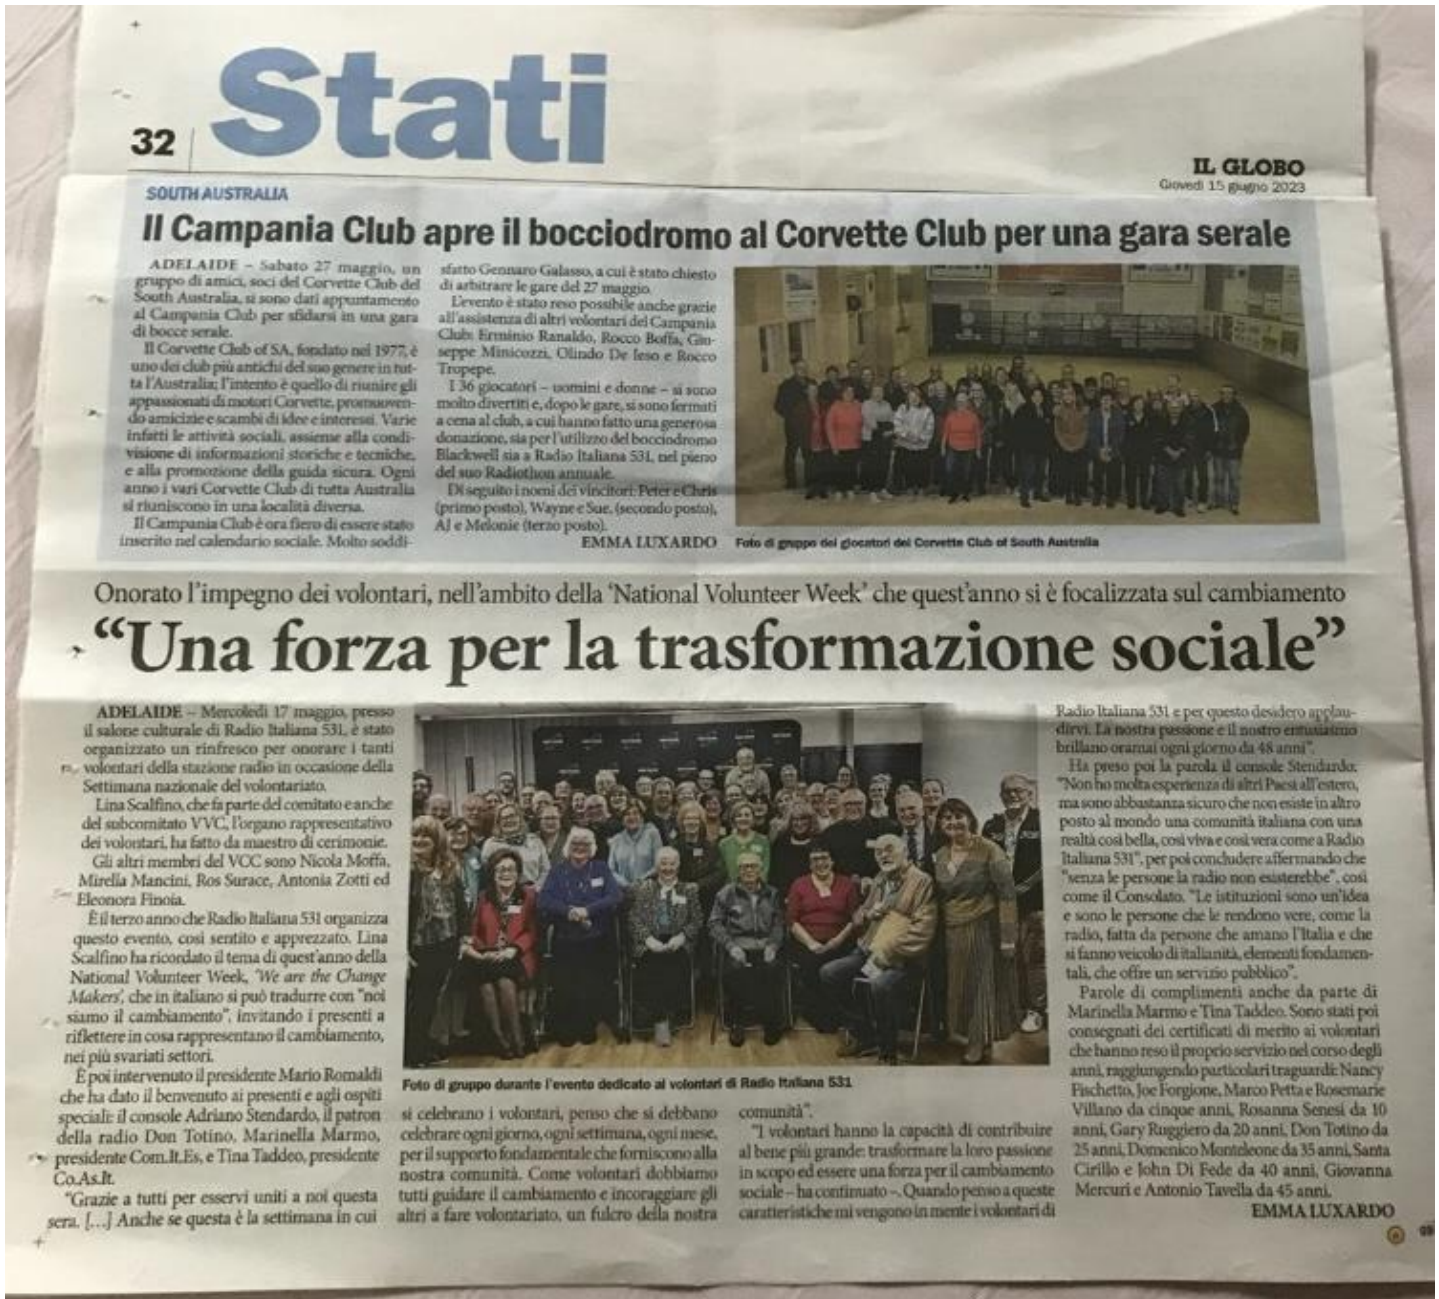 32
Stati
IL GLOBO
Giovedì 15 giugno 2023
SOUTH AUSTRALIA
Il Campania Club apre il bocciodromo al Corvette Club per una gara serale
ADELAIDE – Sabato 27 maggio, un
gruppo di amici, soci del Corvette Club del
South Australia, si sono dati appuntamento
al Campania Club per sfidarsi in una gara
di bocce serale.
Il Corvette Club of SA, fondato nel 1977, è
uno dei club più antichi del suo genere in tut-
ta l'Australia; l'intento è quello di riunire gli
appassionati di motori Corvette, promuoven-
do amicizie e scambi di idee e interessi. Varie
infatti le attività sociali, assieme alla condi-
visione di informazioni storiche e tecniche,
e alla promozione della guida sicura. Ogni
anno i vari Corvette Club di tutta Australia
si riuniscono in una località diversa.
Il Campania Club è ora fiero di essere stato
inserito nel calendario sociale. Molto soddi-
sfatto Gennaro Galasso, a cui è stato chiesto
di arbitrare le gare del 27 maggio.
L'evento è stato reso possibile anche grazie
all'assistenza di altri volontari del Campania
Club: Erminio Ranaldo, Rocco Boffa, Giu-
seppe Minicozzi, Olindo De Ieso e Rocco
Tropepe.
I 36 giocatori – uomini e donne – si sono
molto divertiti e, dopo le gare, si sono fermati
a cena al club, a cui hanno fatto una generosa
donazione, sia per l'utilizzo del bocciodromo
Blackwell sia a Radio Italiana 531, nel pieno
del suo Radiothon annuale.
Di seguito i nomi dei vincitori: Peter e Chris
(primo posto), Wayne e Sue, (secondo posto),
AJ e Melonie (terzo posto).
EMMA LUXARDO
Foto di gruppo dei giocatori del Corvette Club of South Australia
Onorato l'impegno dei volontari, nell'ambito della 'National Volunteer Week' che quest'anno si è focalizzata sul cambiamento
“Una forza per la trasformazione sociale”
ADELAIDE – Mercoledì 17 maggio, presso
il salone culturale di Radio Italiana 531, è stato
organizzato un rinfresco per onorare i tanti
volontari della stazione radio in occasione della
Settimana nazionale del volontariato.
Lina Scalfino, che fa parte del comitato e anche
del subcomitato VVC, l'organo rappresentativo
dei volontari, ha fatto da maestro di cerimonie.
Gli altri membri del VCC sono Nicola Moffa,
Mirella Mancini, Ros Surace, Antonia Zotti ed
Eleonora Finoia.
È il terzo anno che Radio Italiana 531 organizza
questo evento, così sentito e apprezzato. Lina
Scalfino ha ricordato il tema di quest'anno della
National Volunteer Week, 'We are the Change
Makers', che in italiano si può tradurre con "noi
siamo il cambiamento", invitando i presenti a
riflettere in cosa rappresentano il cambiamento,
nei più svariati settori.
È poi intervenuto il presidente Mario Romaldi
che ha dato il benvenuto ai presenti e agli ospiti
speciali: il console Adriano Stendardo, il patron
della radio Don Totino, Marinella Marmo,
presidente Com.It.Es, e Tina Taddeo, presidente
Co.As.It.
"Grazie a tutti per esservi uniti a noi questa
sera. [...] Anche se questa è la settimana in cui
Foto di gruppo durante l'evento dedicato ai volontari di Radio Italiana 531
si celebrano i volontari, penso che si debbano
celebrare ogni giorno, ogni settimana, ogni mese,
per il supporto fondamentale che forniscono alla
nostra comunità. Come volontari dobbiamo
tutti guidare il cambiamento e incoraggiare gli
altri a fare volontariato, un fulcro della nostra
comunità".
"I volontari hanno la capacità di contribuire
al bene più grande: trasformare la loro passione
in scopo ed essere una forza per il cambiamento
sociale – ha continuato –. Quando penso a queste
caratteristiche mi vengono in mente i volontari di
Radio Italiana 531 e per questo desidero applau-
dirvi. La nostra passione e il nostro entusiasmo
brillano oramai ogni giorno da 48 anni".
Ha preso poi la parola il console Stendardo:
"Non ho molta esperienza di altri Paesi all'estero,
ma sono abbastanza sicuro che non esiste in altro
posto al mondo una comunità italiana con una
realtà così bella, così viva e così vera come a Radio
Italiana 531", per poi concludere affermando che
"senza le persone la radio non esisterebbe", così
come il Consolato. "Le istituzioni sono un'idea
e sono le persone che le rendono vere, come la
radio, fatta da persone che amano l'Italia e che
si fanno veicolo di italianità, elementi fondamen-
tali, che offre un servizio pubblico".
Parole di complimenti anche da parte di
Marinella Marmo e Tina Taddeo. Sono stati poi
consegnati dei certificati di merito ai volontari
che hanno reso il proprio servizio nel corso degli
anni, raggiungendo particolari traguardi: Nancy
Fischetto, Joe Forgione, Marco Petta e Rosemarie
Villano da cinque anni, Rosanna Senesi da 10
anni, Gary Ruggiero da 20 anni, Don Totino da
25 anni, Domenico Monteleone da 35 anni, Santa
Cirillo e John Di Fede da 40 anni, Giovanna
Mercuri e Antonio Tavella da 45 anni.
EMMA LUXARDO